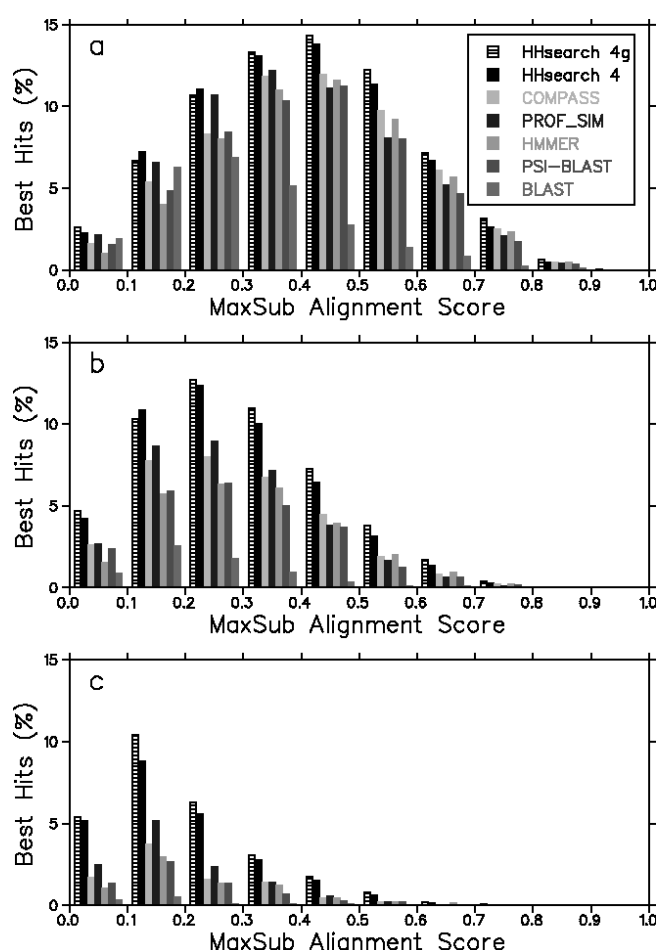 a
HHsearch 4g
HHsearch 4
COMPASS
PROF_SIM
HMMER
PSI-BLAST
BLAST
15
10
5
0
Best Hits (%)
0.0 0.1 0.2 0.3 0.4 0.5 0.6 0.7 0.8 0.9 1.0
MaxSub Alignment Score
b
15
10
5
0
Best Hits (%)
0.0 0.1 0.2 0.3 0.4 0.5 0.6 0.7 0.8 0.9 1.0
MaxSub Alignment Score
c
15
10
5
0
Best Hits (%)
0.0 0.1 0.2 0.3 0.4 0.5 0.6 0.7 0.8 0.9 1.0
MaxSub Alignment Score